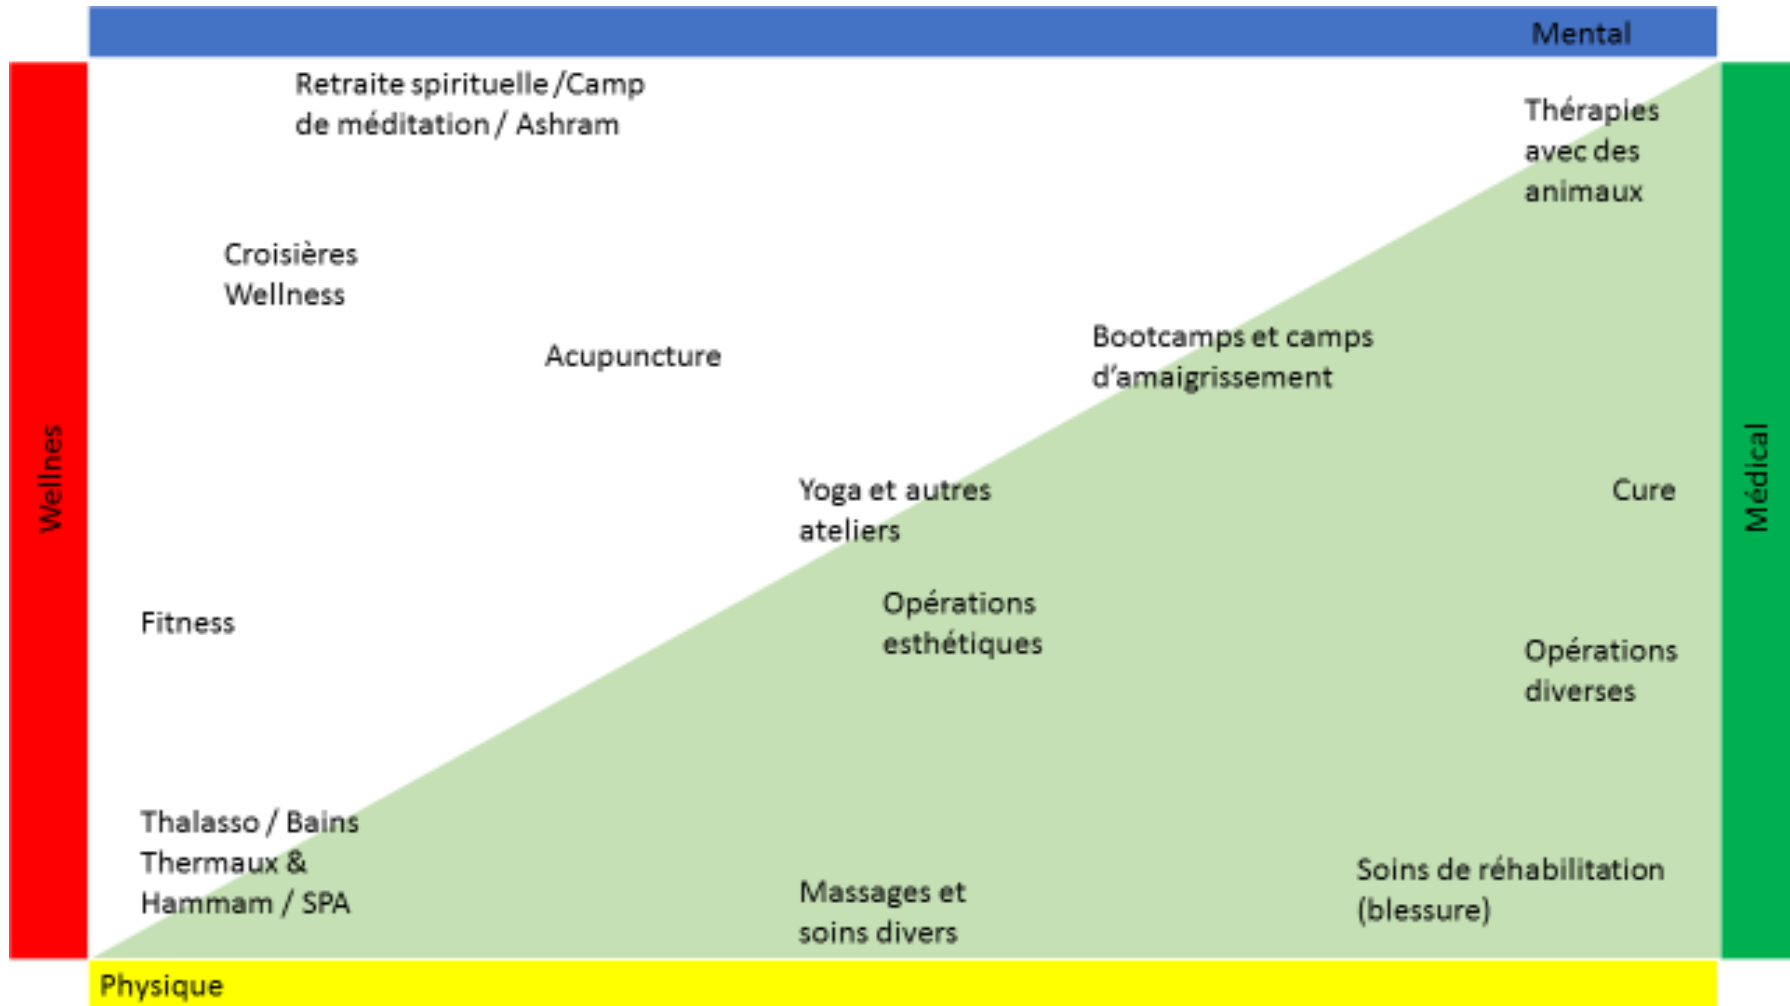 Mental
Retraite spirituelle /Camp
de méditation / Ashram
Thérapies
avec des
animaux
Croisières
Wellness
Acupuncture
Bootcamps et camps
d’amaigrissement
Wellnes
Médical
Yoga et autres
ateliers
Cure
Fitness
Opérations
esthétiques
Opérations
diverses
Thalasso / Bains
Thermaux &
Hammam / SPA
Massages et
soins divers
Soins de réhabilitation
(blessure)
Physique